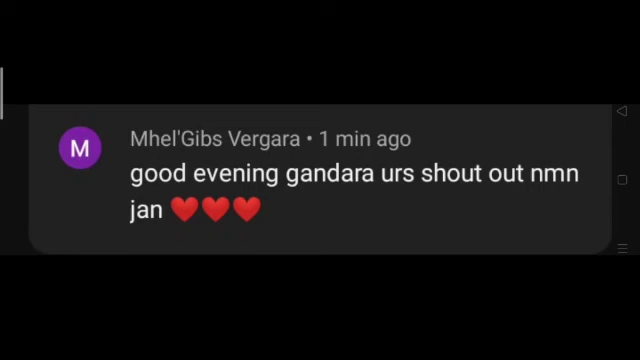 M
Mhel'Gibs Vergara • 1 min ago
good evening gandara urs shout out nmn
jan ❤️❤️❤️